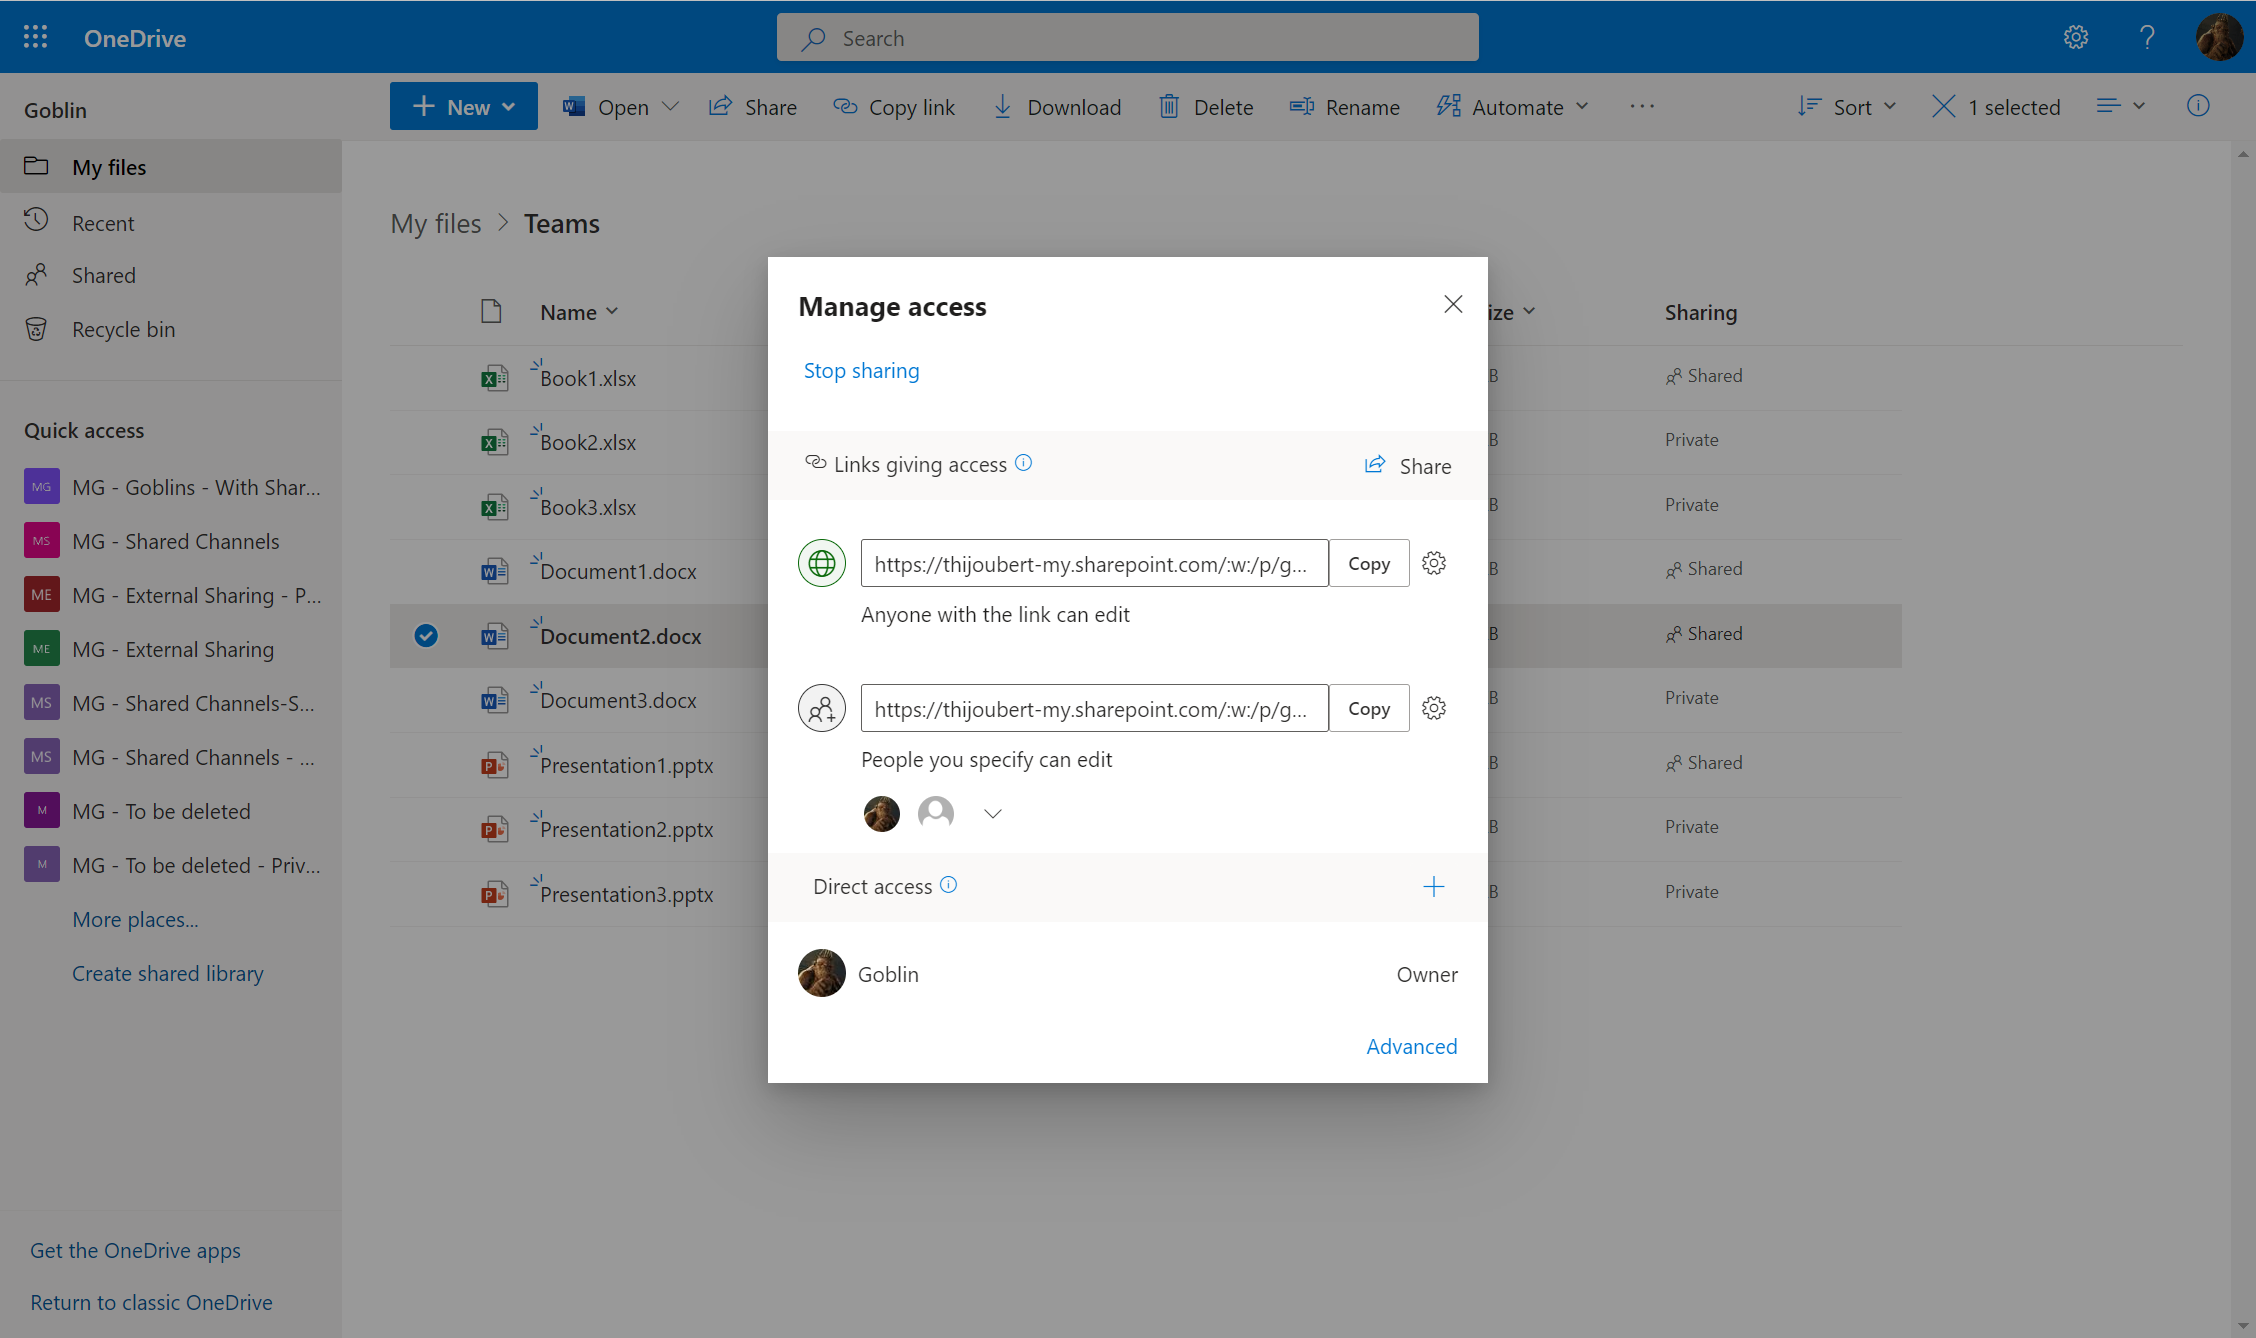 OneDrive
Search
Goblin
New
Open
Share
Copy link
Download
Delete
Rename
Automate
Sort
1 selected
My files
Recent
Shared
Recycle bin
Quick access
MG MG - Goblins - With Shar...
MS MG - Shared Channels
ME MG - External Sharing - P...
ME MG - External Sharing
MS MG - Shared Channels-S...
MS MG - Shared Channels - ...
M MG - To be deleted
M MG - To be deleted - Priv...
More places...
Create shared library
Get the OneDrive apps
Return to classic OneDrive
My files > Teams
Name
ize
Sharing
Book1.xlsx B Shared
Book2.xlsx B Private
Book3.xlsx B Private
Document1.docx B Shared
Document2.docx B Shared
Document3.docx B Private
Presentation1.pptx B Shared
Presentation2.pptx B Private
Presentation3.pptx B Private
Manage access
Stop sharing
Links giving access
Share
https://thijoubert-my.sharepoint.com/:w:/p/g... Copy
Anyone with the link can edit
https://thijoubert-my.sharepoint.com/:w:/p/g... Copy
People you specify can edit
Direct access
Goblin Owner
Advanced